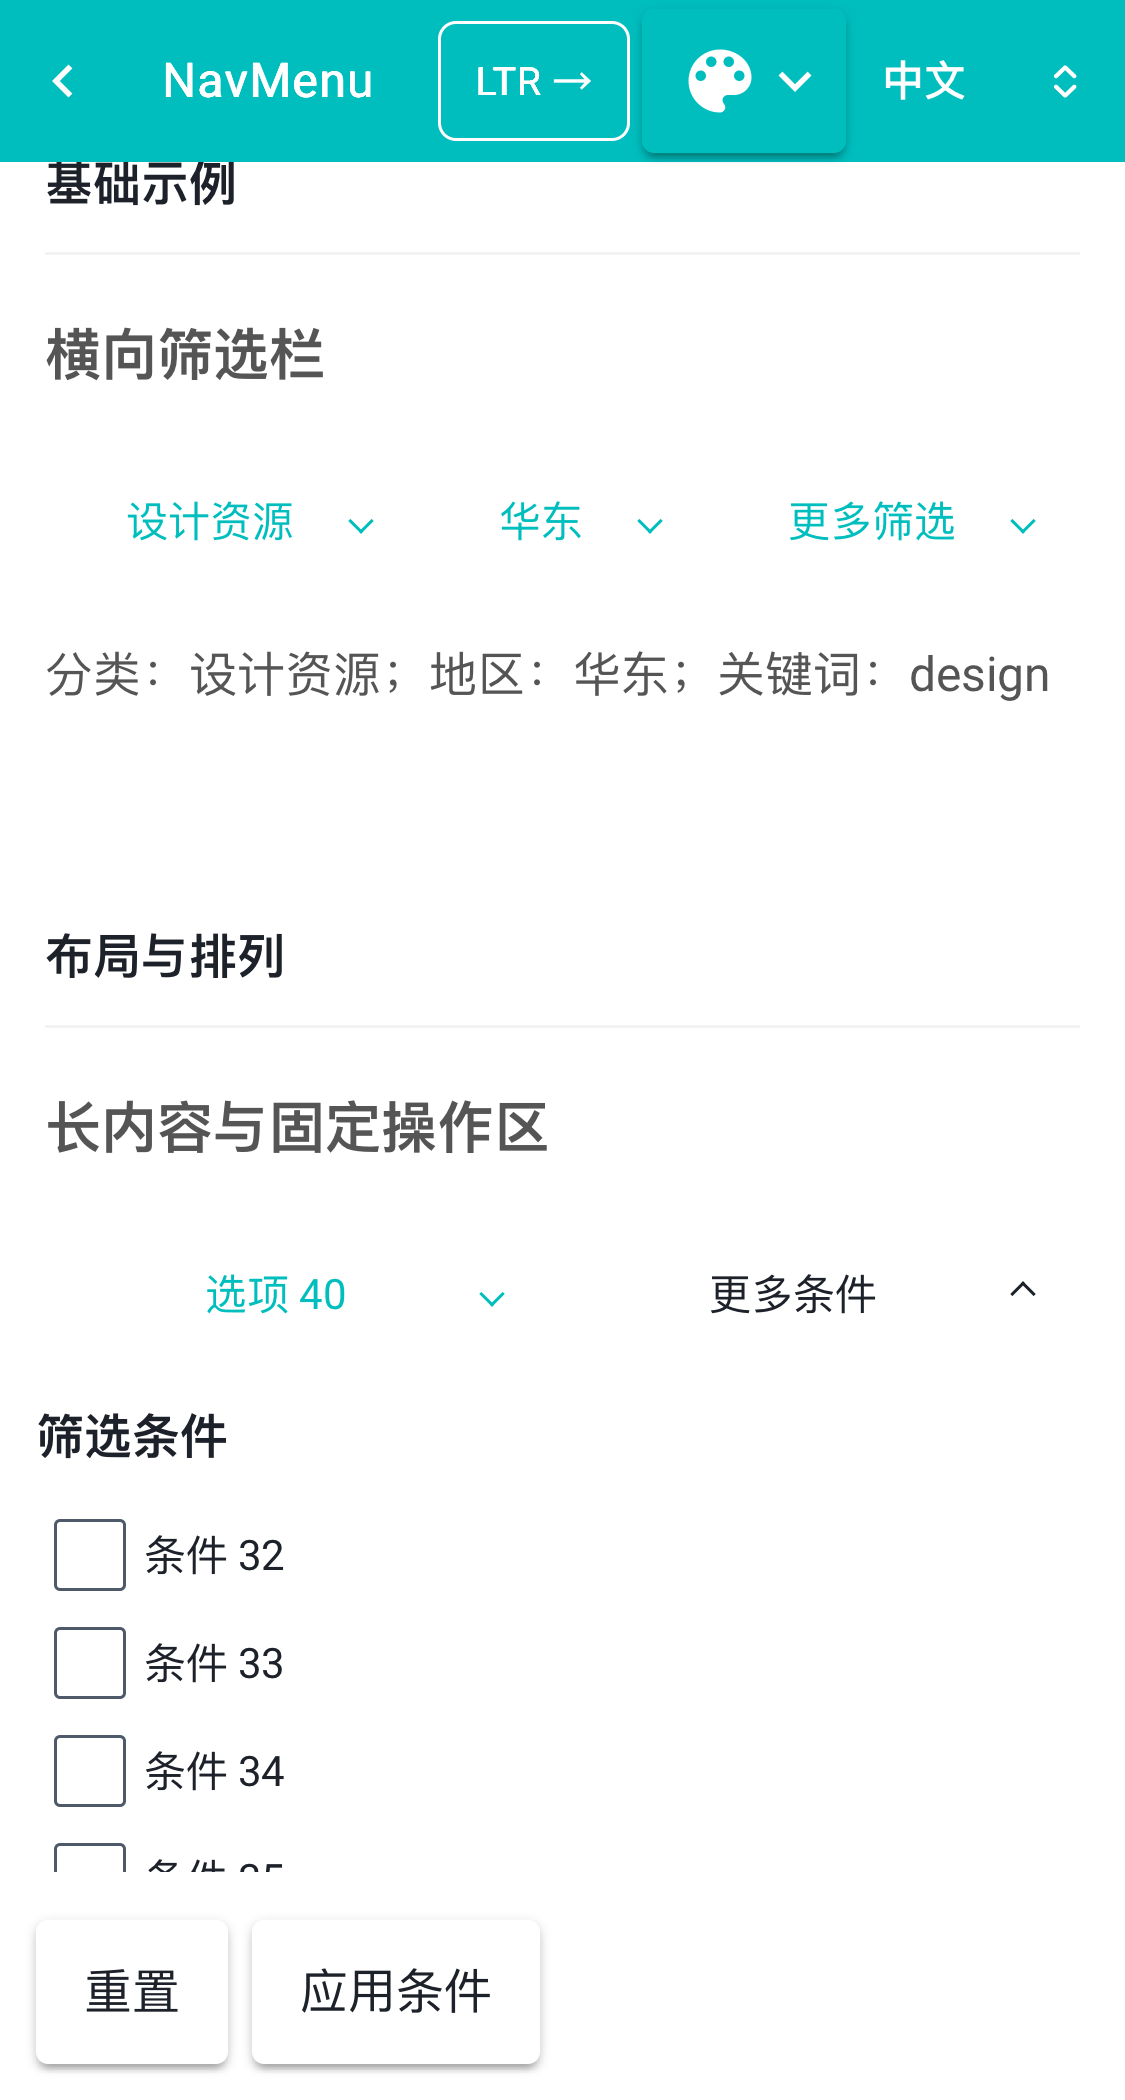 NavMenu LTR → 中文
基础示例
横向筛选栏
设计资源 华东 更多筛选
分类：设计资源；地区：华东；关键词：design
布局与排列
长内容与固定操作区
选项 40 更多条件
筛选条件
条件 32
条件 33
条件 34
条件 35
重置 应用条件